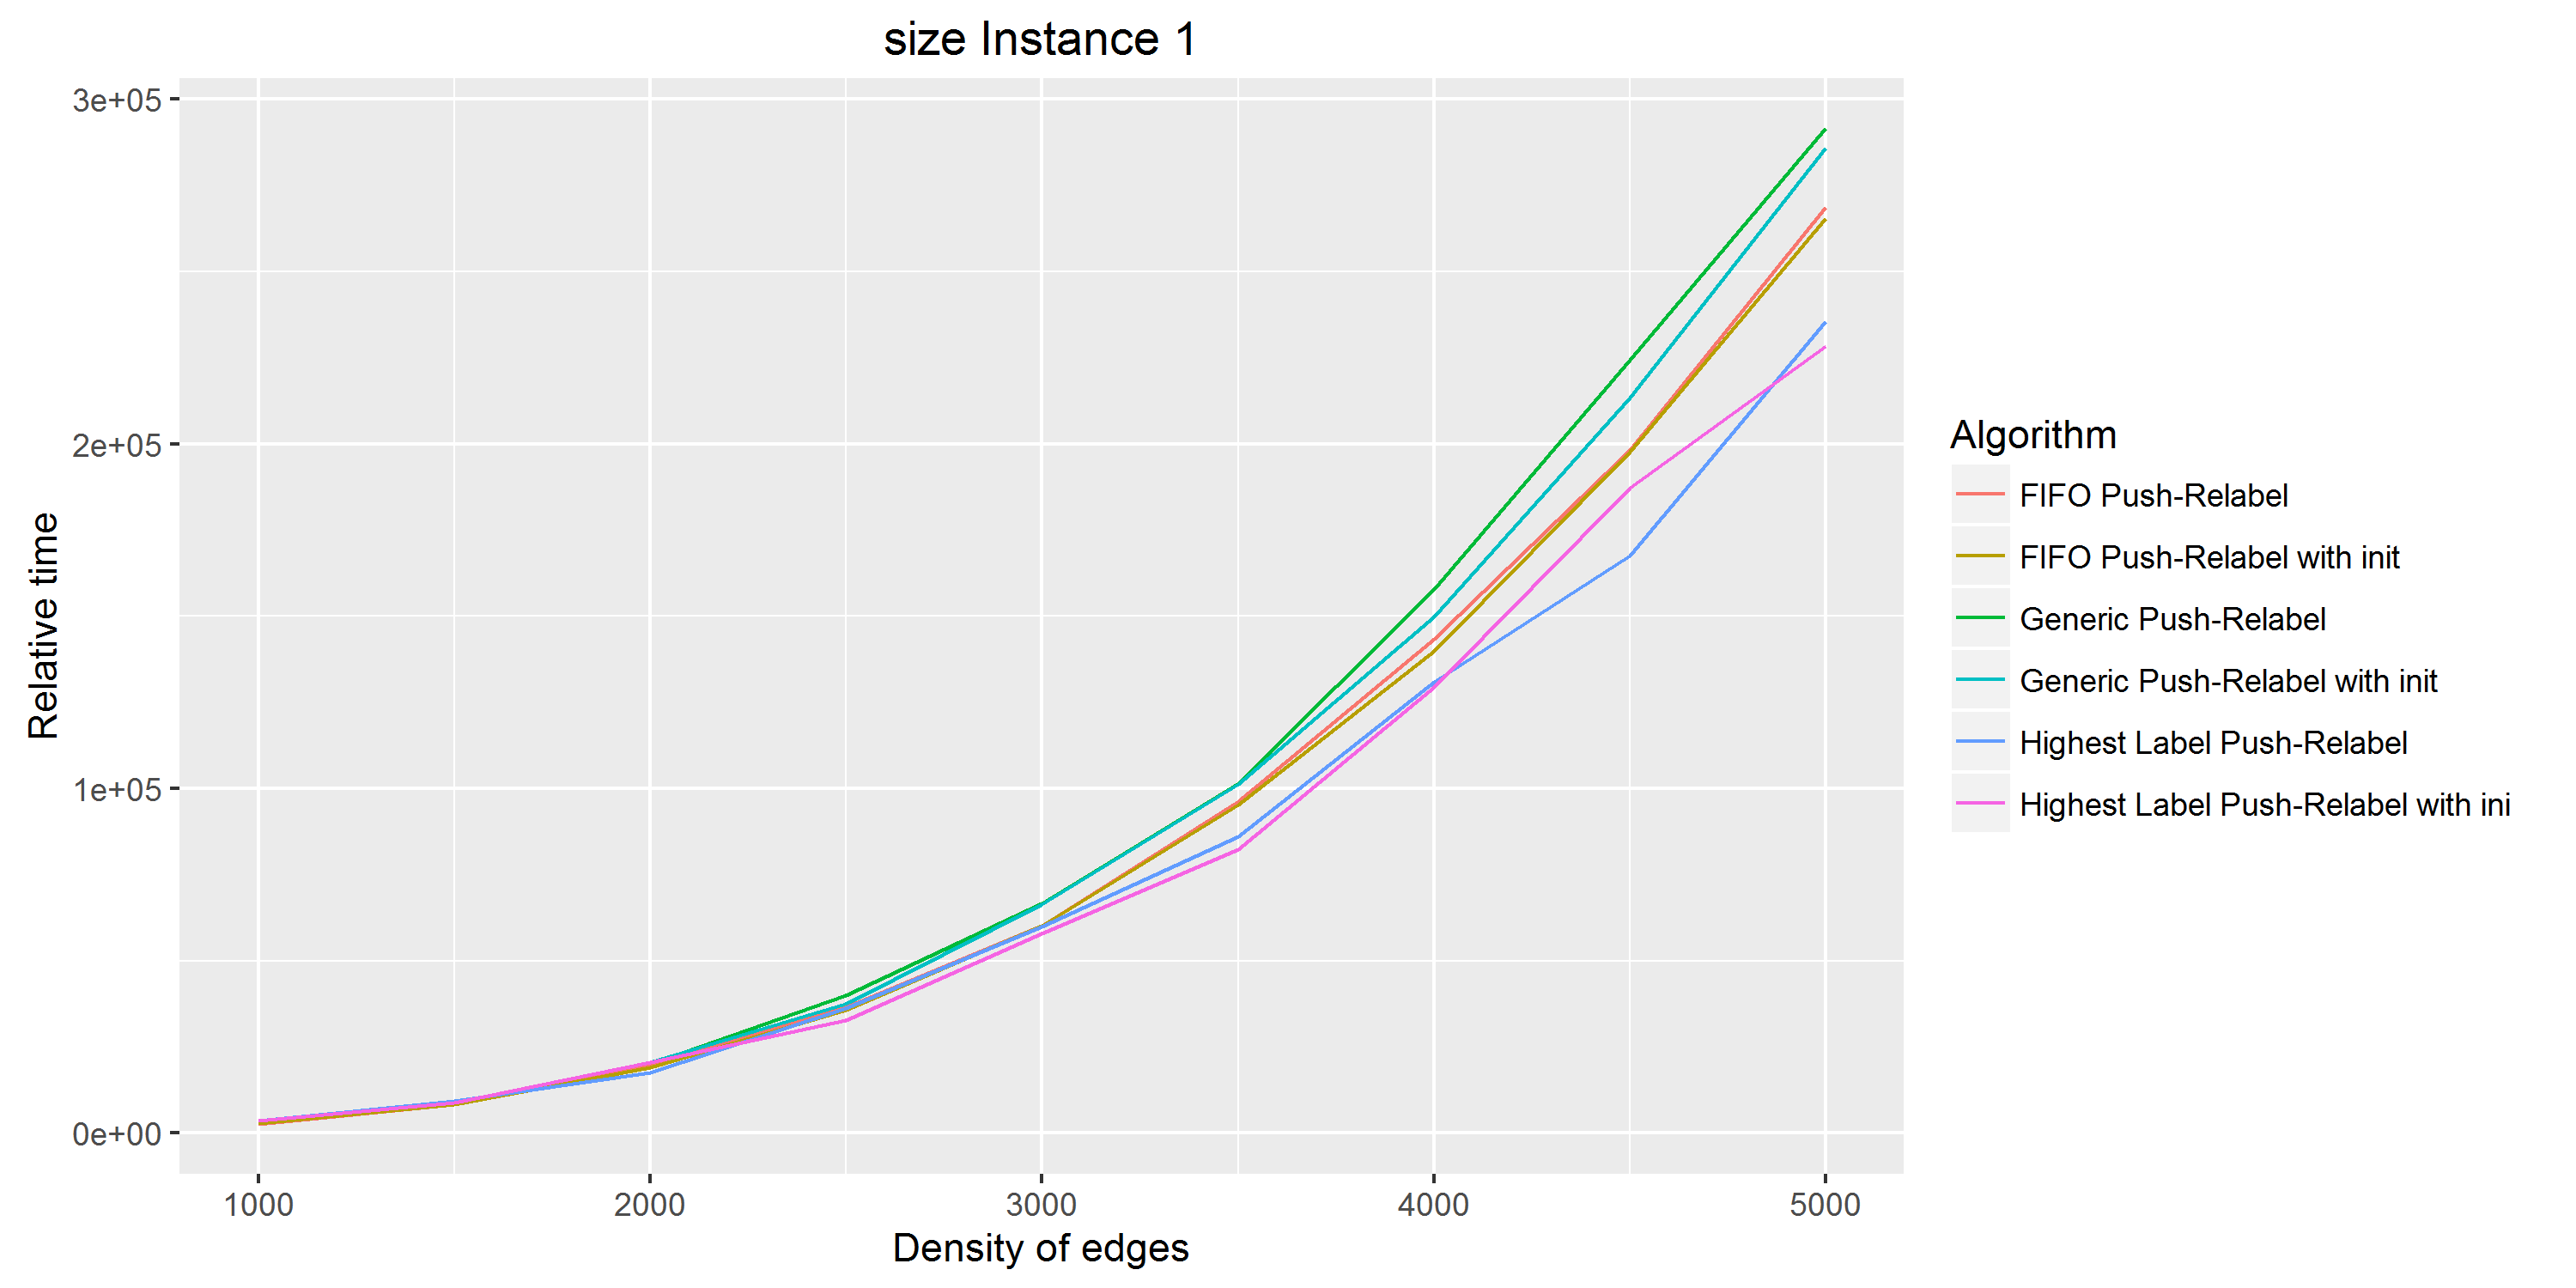 size Instance 1
3e+05
2e+05
1e+05
0e+00
Relative time
1000
2000
3000
4000
5000
Density of edges
Algorithm
FIFO Push-Relabel
FIFO Push-Relabel with init
Generic Push-Relabel
Generic Push-Relabel with init
Highest Label Push-Relabel
Highest Label Push-Relabel with ini